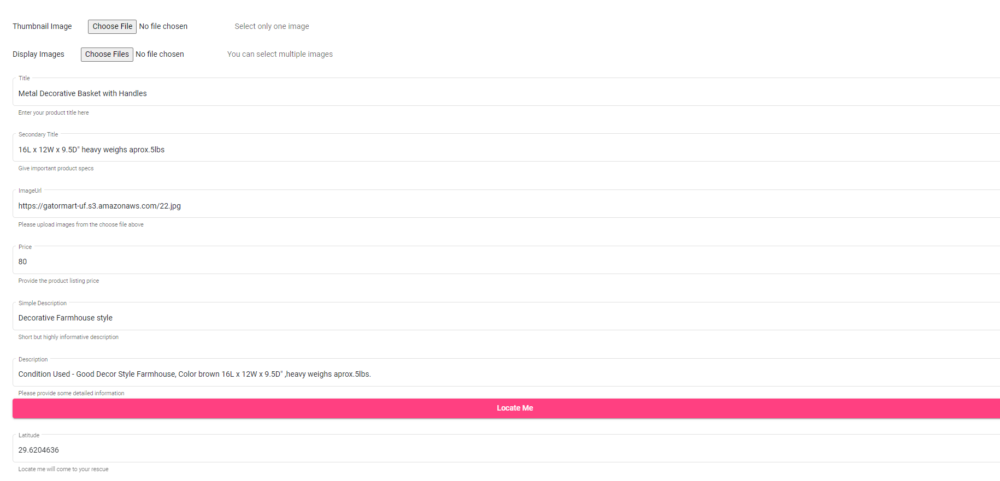 Thumbnail Image Choose File No file chosen Select only one image
Display Images Choose Files No file chosen You can select multiple images
Title
Metal Decorative Basket with Handles
Enter your product title here
Secondary Title
16L x 12W x 9.5D" heavy weighs aprox.5lbs
Give important product specs
ImageUrl
https://gatormart-uf.s3.amazonaws.com/22.jpg
Please upload images from the choose file above
Price
80
Provide the product listing price
Simple Description
Decorative Farmhouse style
Short but highly informative description
Description
Condition Used - Good Decor Style Farmhouse, Color brown 16L x 12W x 9.5D" ,heavy weighs aprox.5lbs.
Please provide some detailed information
Locate Me
Latitude
29.6204636
Locate me will come to your rescue